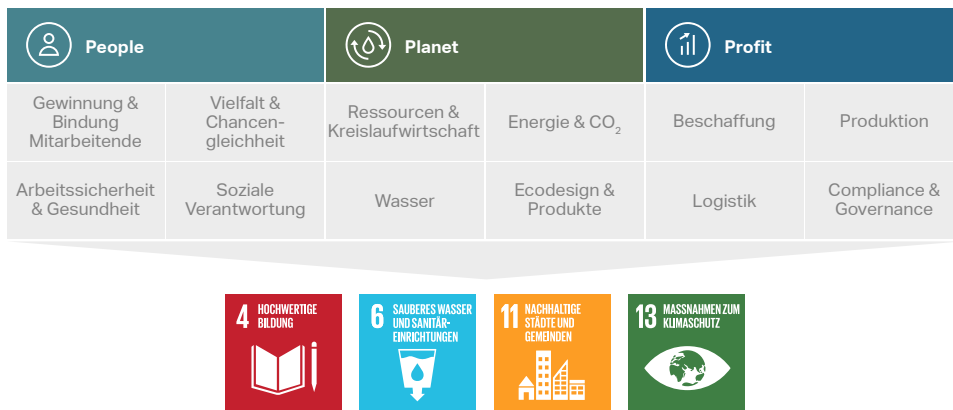 People
Planet
Profit
Gewinnung &
Bindung
Mitarbeitende
Vielfalt &
Chancen-
gleichheit
Ressourcen &
Kreislaufwirtschaft
Energie & CO₂
Beschaffung
Produktion
Arbeitssicherheit
& Gesundheit
Soziale
Verantwortung
Wasser
Ecodesign &
Produkte
Logistik
Compliance &
Governance
4 HOCHWERTIGE
BILDUNG
6 SAUBERES WASSER
UND SANITÄR-
EINRICHTUNGEN
11 NACHHALTIGE
STÄDTE UND
GEMEINDEN
13 MASSNAHMEN ZUM
KLIMASCHUTZ